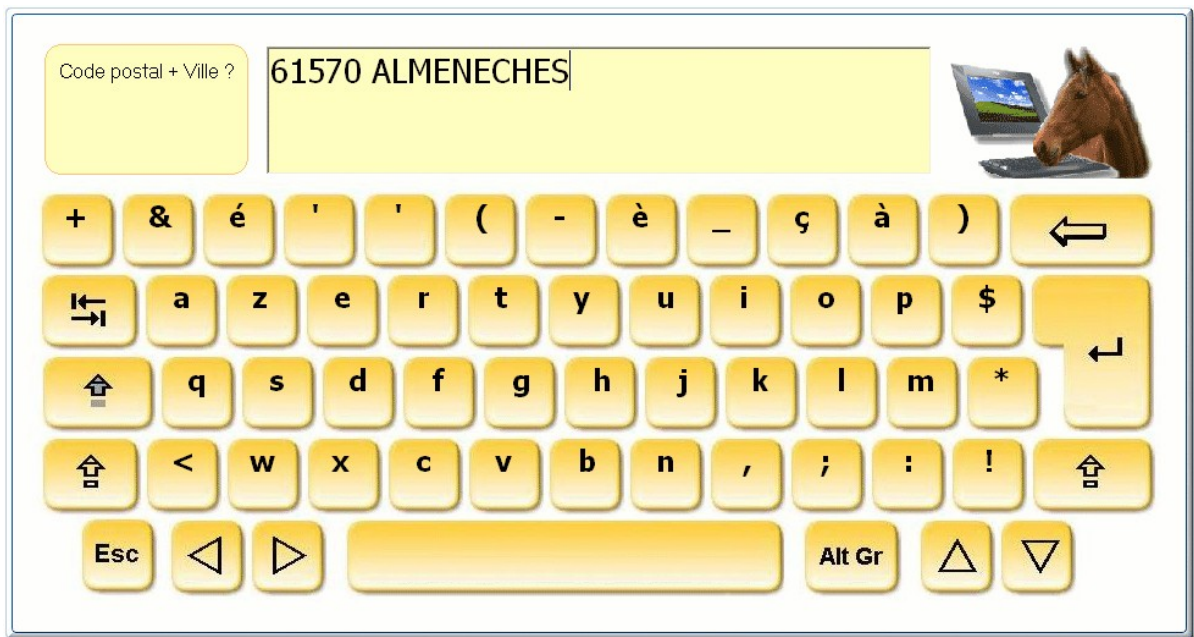 Code postal + Ville ?
61570 ALMENECHES
+ & é ' ' ( - è _ ç à )
a z e r t y u i o p $
q s d f g h j k l m *
< w x c v b n , ; : !
Esc Alt Gr